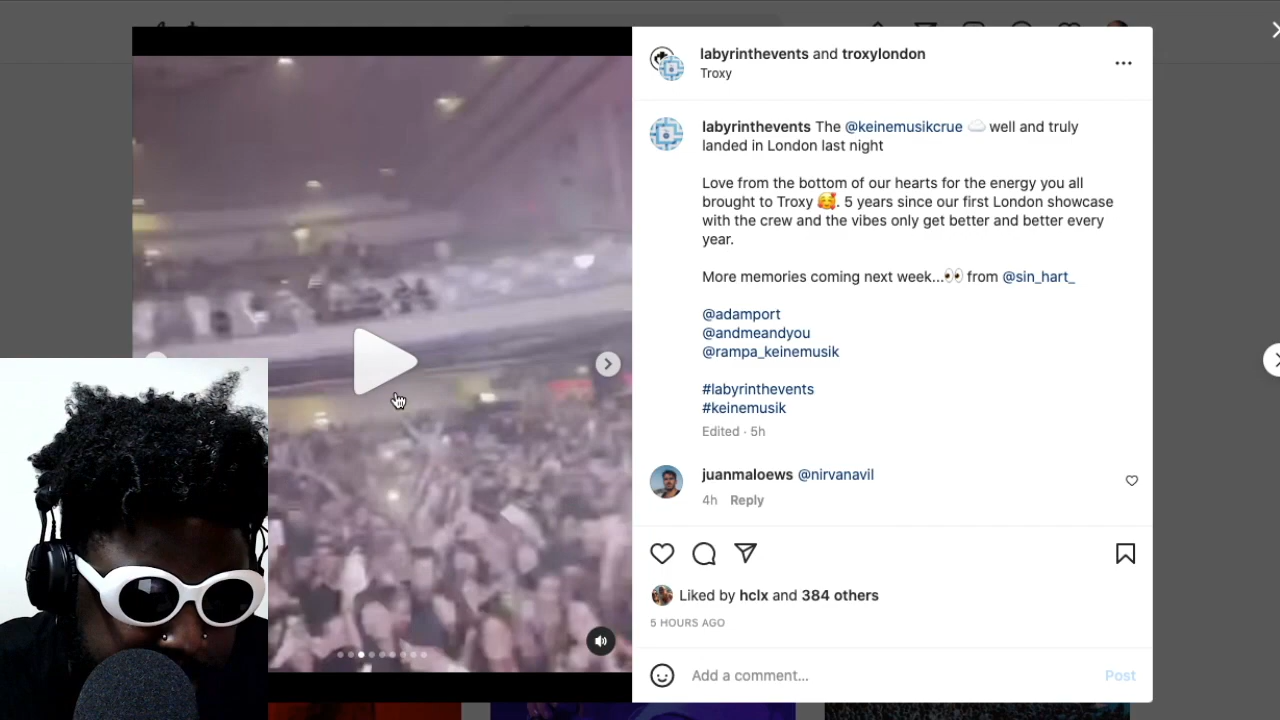 labyrinthevents and troxylondon
Troxy
labyrinthevents The @keinemusikcrue ☁️ well and truly
landed in London last night
Love from the bottom of our hearts for the energy you all
brought to Troxy 🥰. 5 years since our first London showcase
with the crew and the vibes only get better and better every
year.
More memories coming next week...👀 from @sin_hart_
@adamport
@andmeandyou
@rampa_keinemusik
#labyrinthevents
#keinemusik
Edited · 5h
juanmaloews @nirvanavil
4h Reply
Liked by hclx and 384 others
5 HOURS AGO
Add a comment...
Post